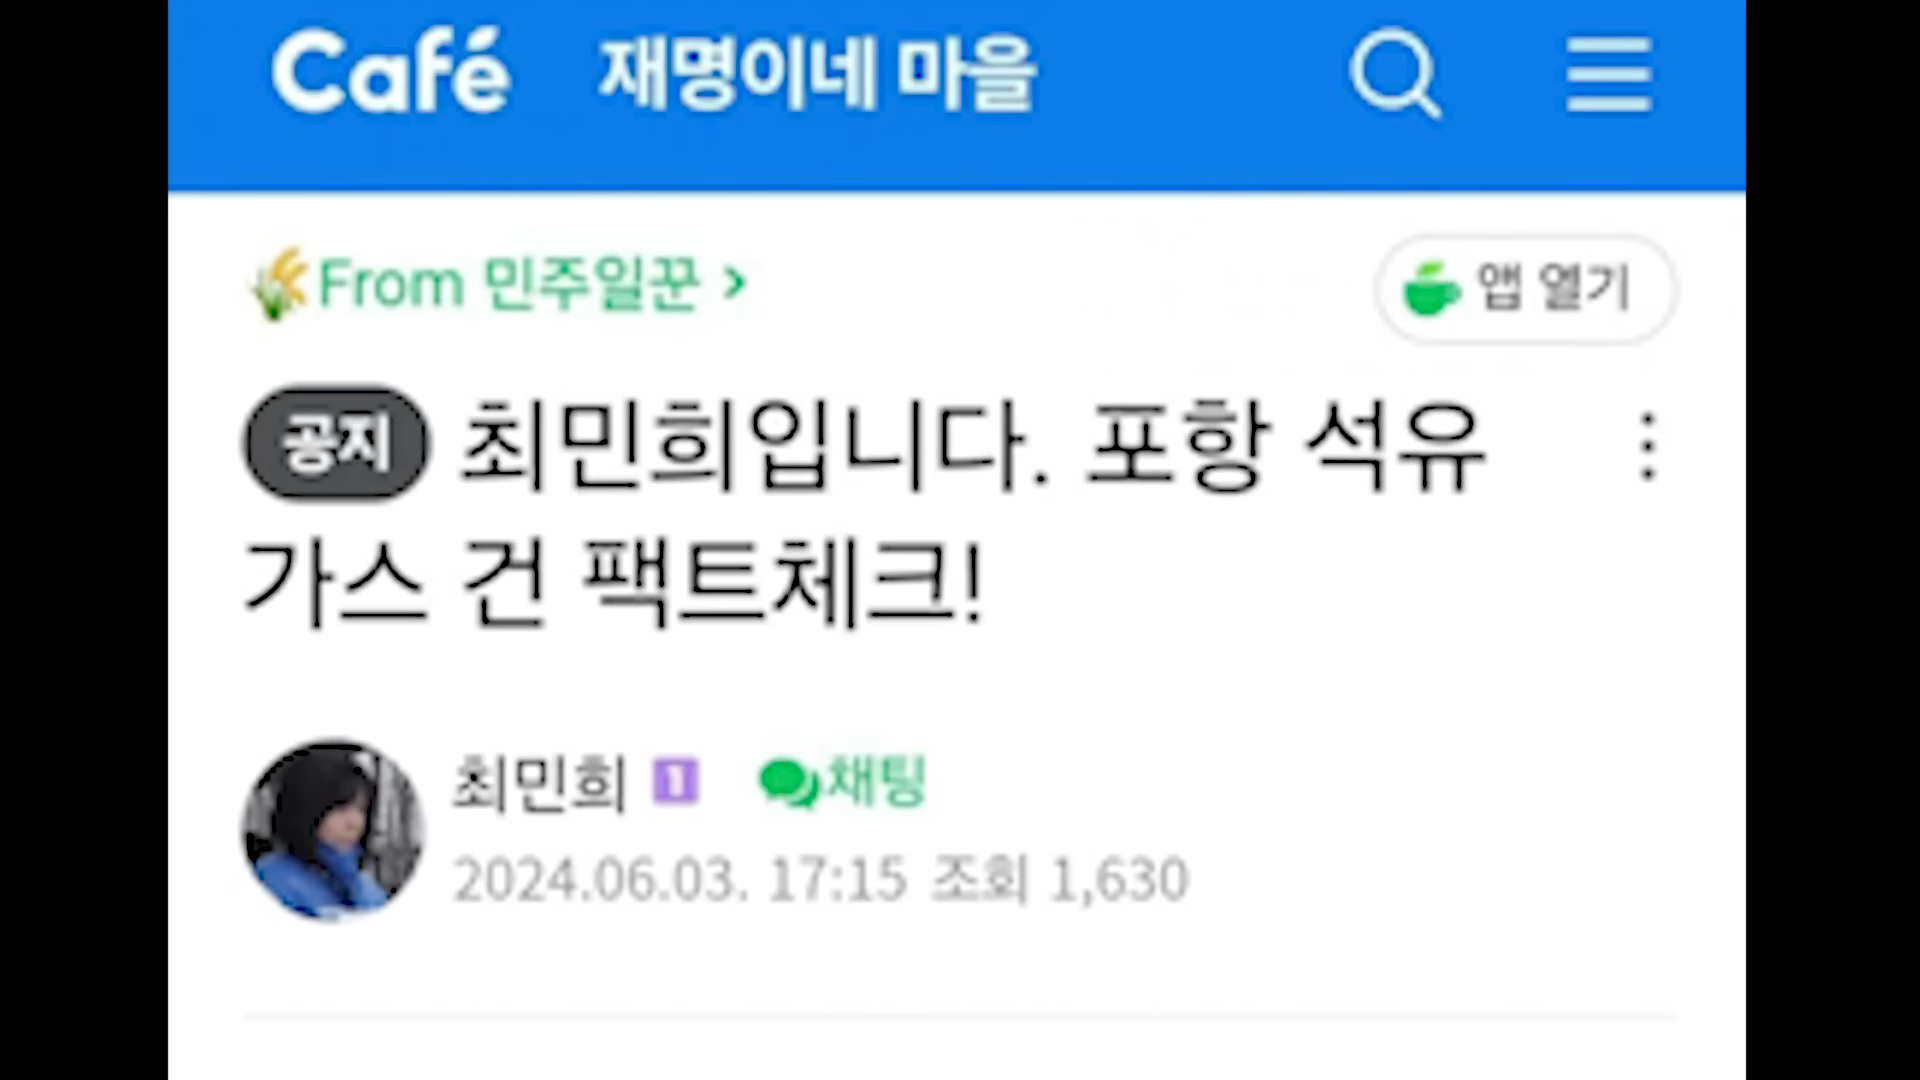 Café 재명이네 마을
From 민주일꾼 >
앱 열기
공지 최민희입니다. 포항 석유
가스 건 팩트체크!
최민희 1 채팅
2024.06.03. 17:15 조회 1,630